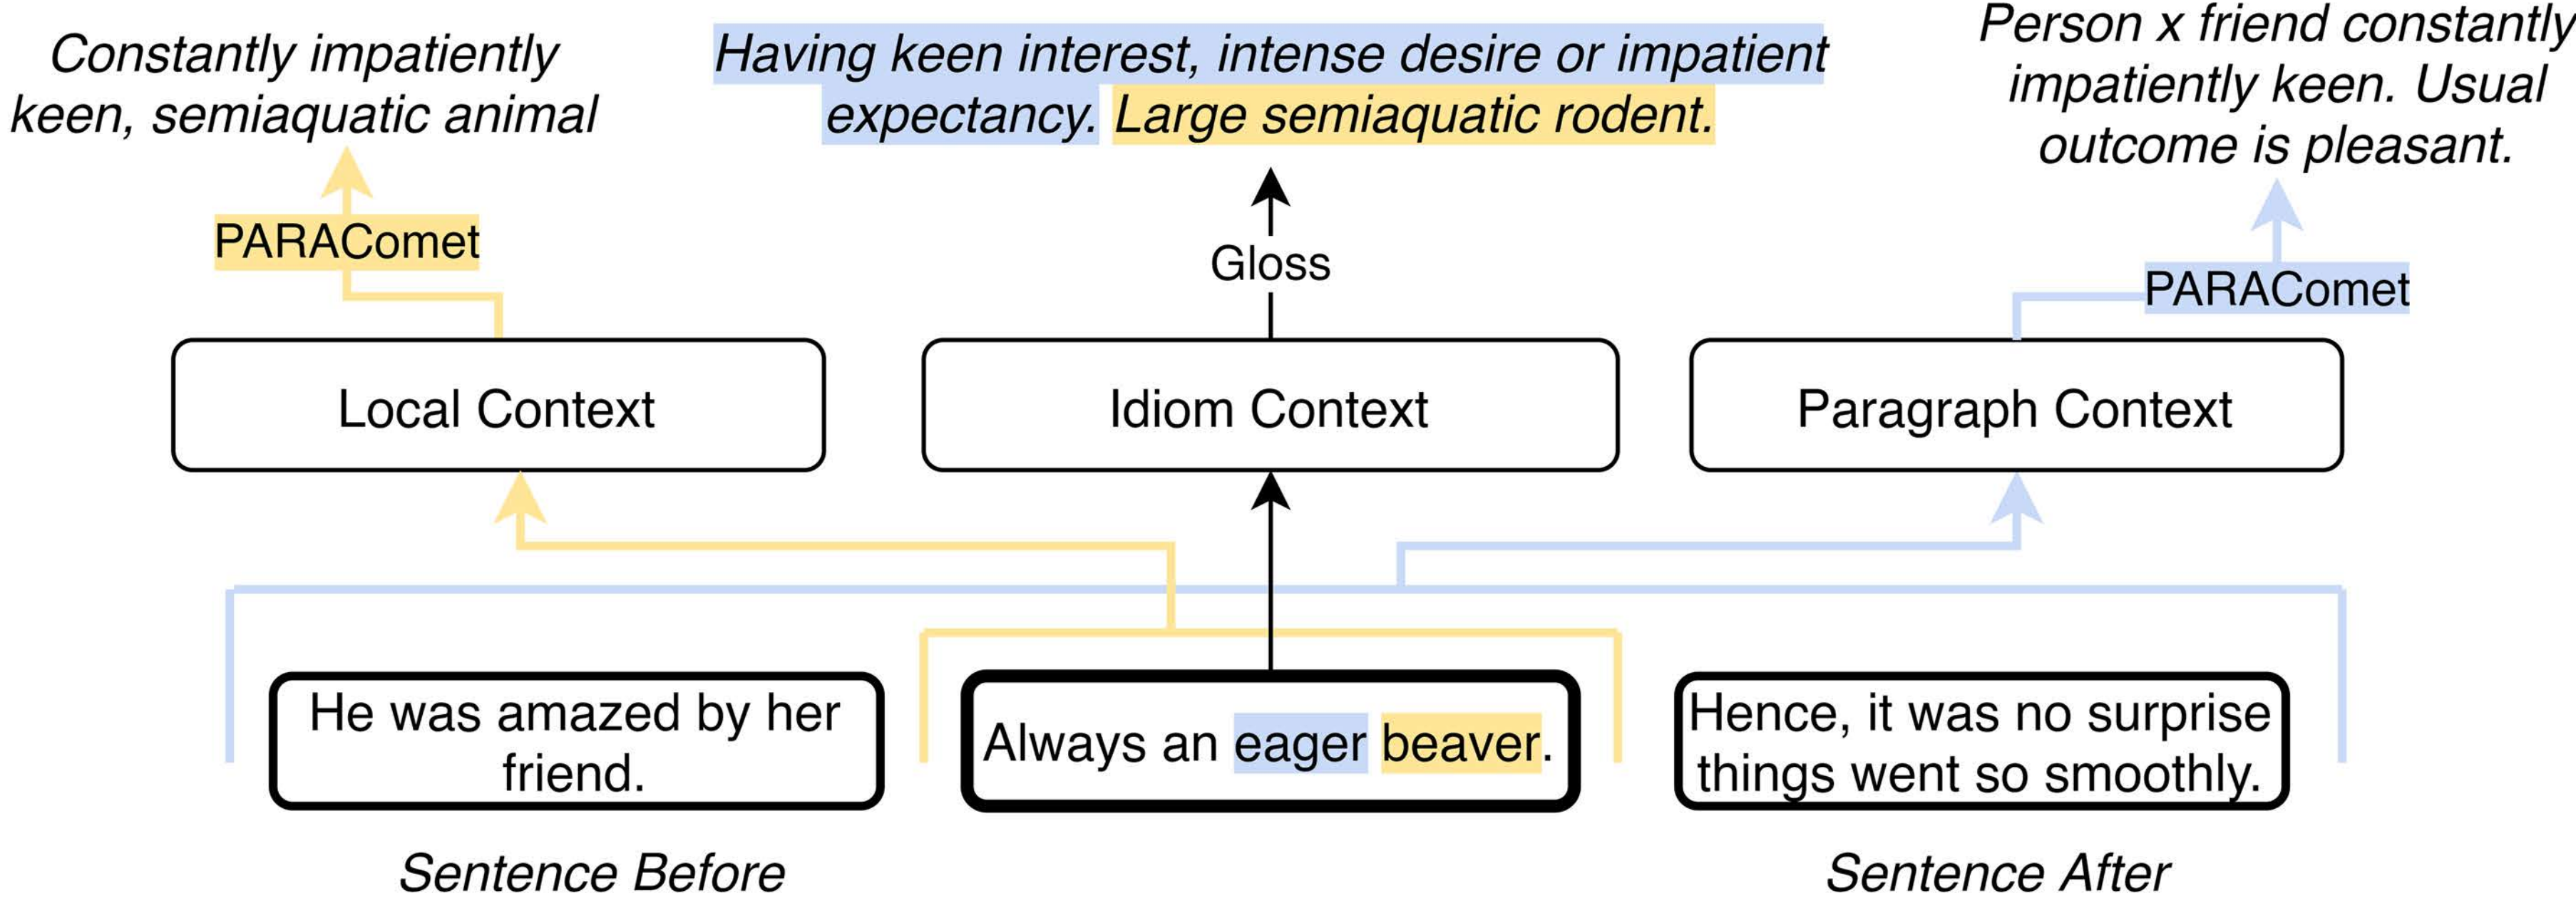 Constantly impatiently
keen, semiaquatic animal
Having keen interest, intense desire or impatient
expectancy. Large semiaquatic rodent.
Person x friend constantly
impatiently keen. Usual
outcome is pleasant.
PARAComet
Gloss
PARAComet
Local Context
Idiom Context
Paragraph Context
He was amazed by her
friend.
Always an eager beaver.
Hence, it was no surprise
things went so smoothly.
Sentence Before
Sentence After